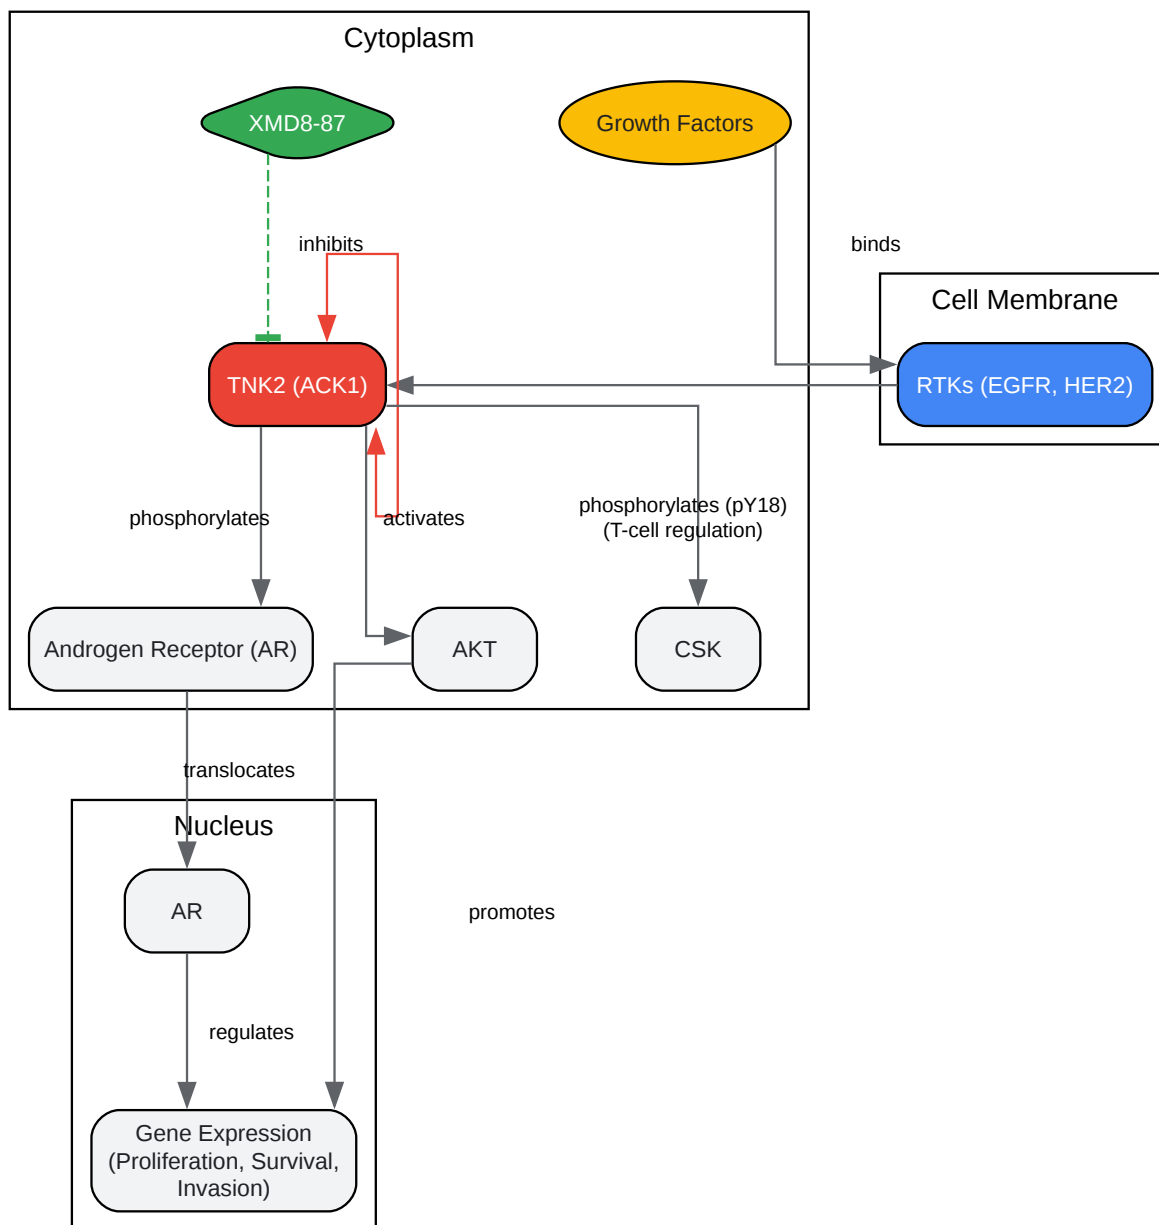 Cytoplasm
XMD8-87
Growth Factors
inhibits
binds
Cell Membrane
TNK2 (ACK1)
RTKs (EGFR, HER2)
phosphorylates
activates
phosphorylates (pY18)
(T-cell regulation)
Androgen Receptor (AR)
AKT
CSK
translocates
Nucleus
AR
promotes
regulates
Gene Expression
(Proliferation, Survival,
Invasion)